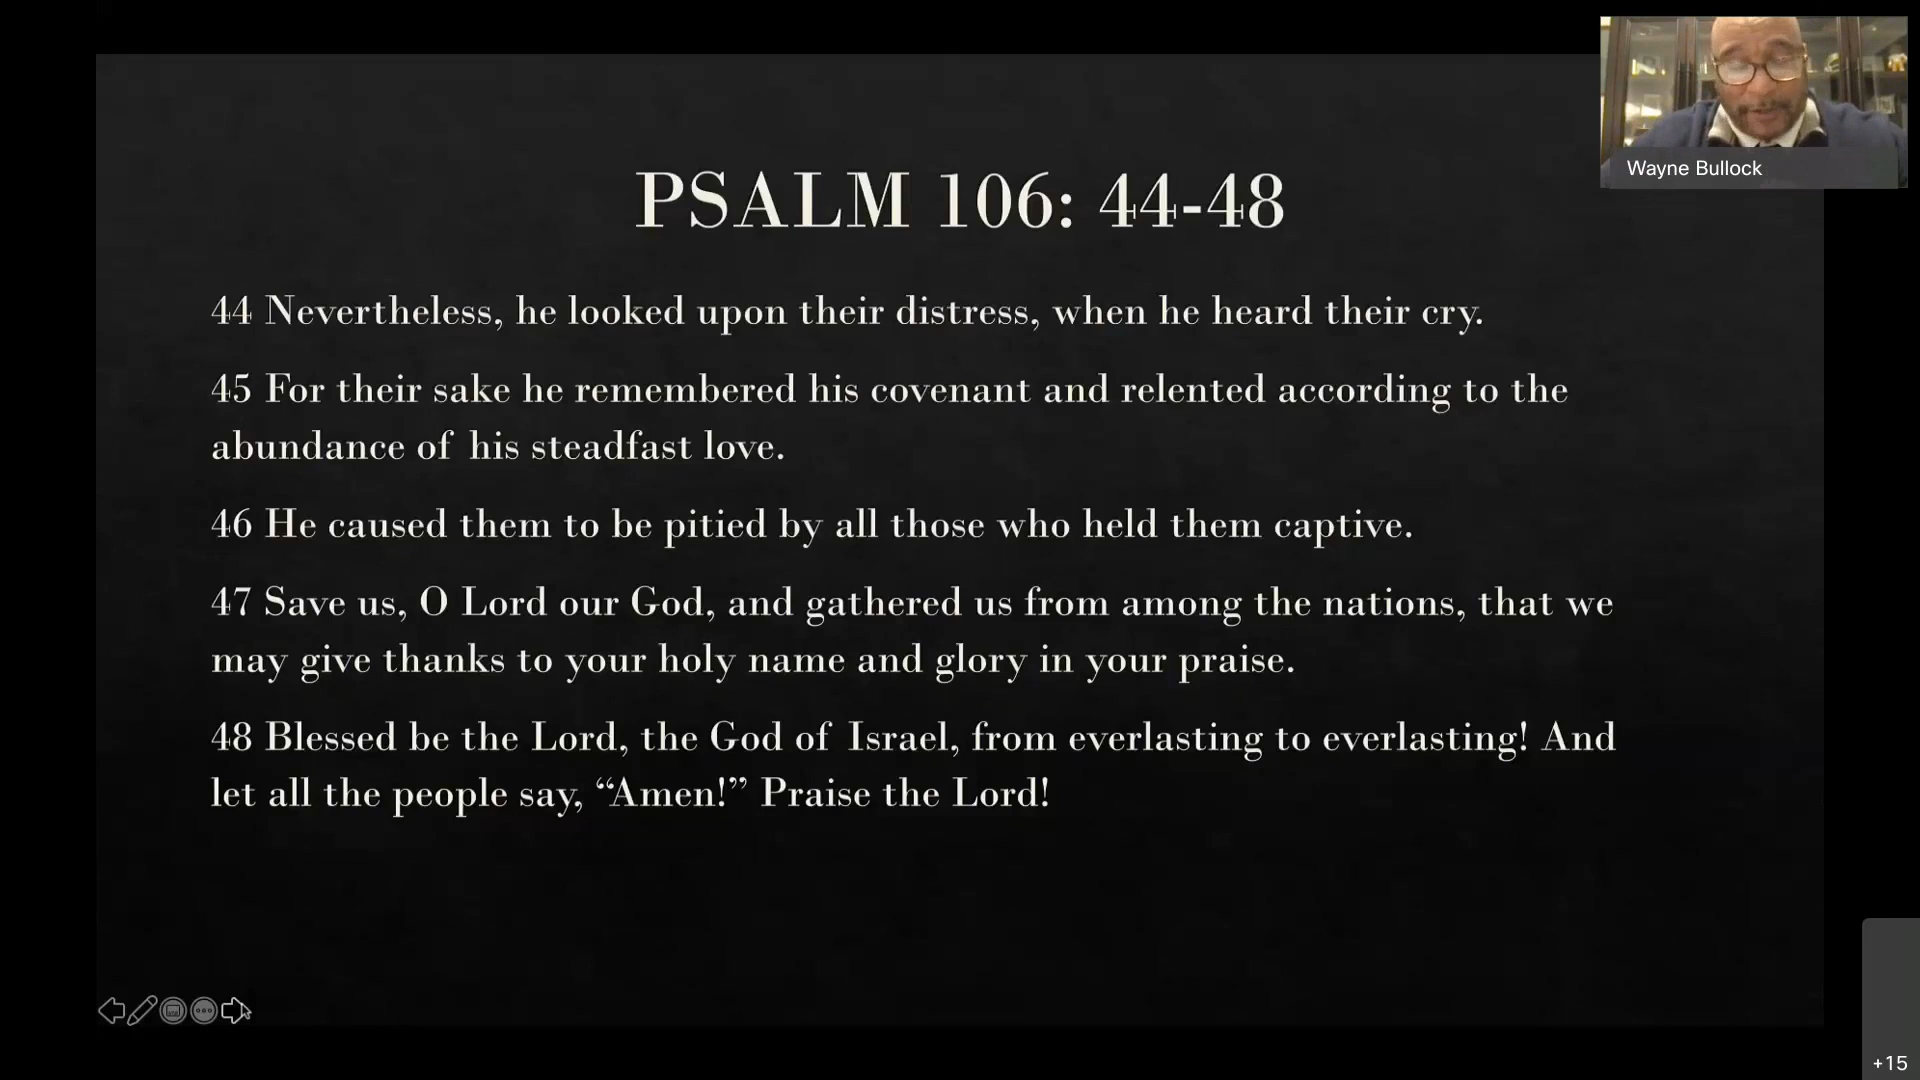 Wayne Bullock
PSALM 106: 44-48
44 Nevertheless, he looked upon their distress, when he heard their cry.
45 For their sake he remembered his covenant and relented according to the
abundance of his steadfast love.
46 He caused them to be pitied by all those who held them captive.
47 Save us, O Lord our God, and gathered us from among the nations, that we
may give thanks to your holy name and glory in your praise.
48 Blessed be the Lord, the God of Israel, from everlasting to everlasting! And
let all the people say, “Amen!” Praise the Lord!
+15